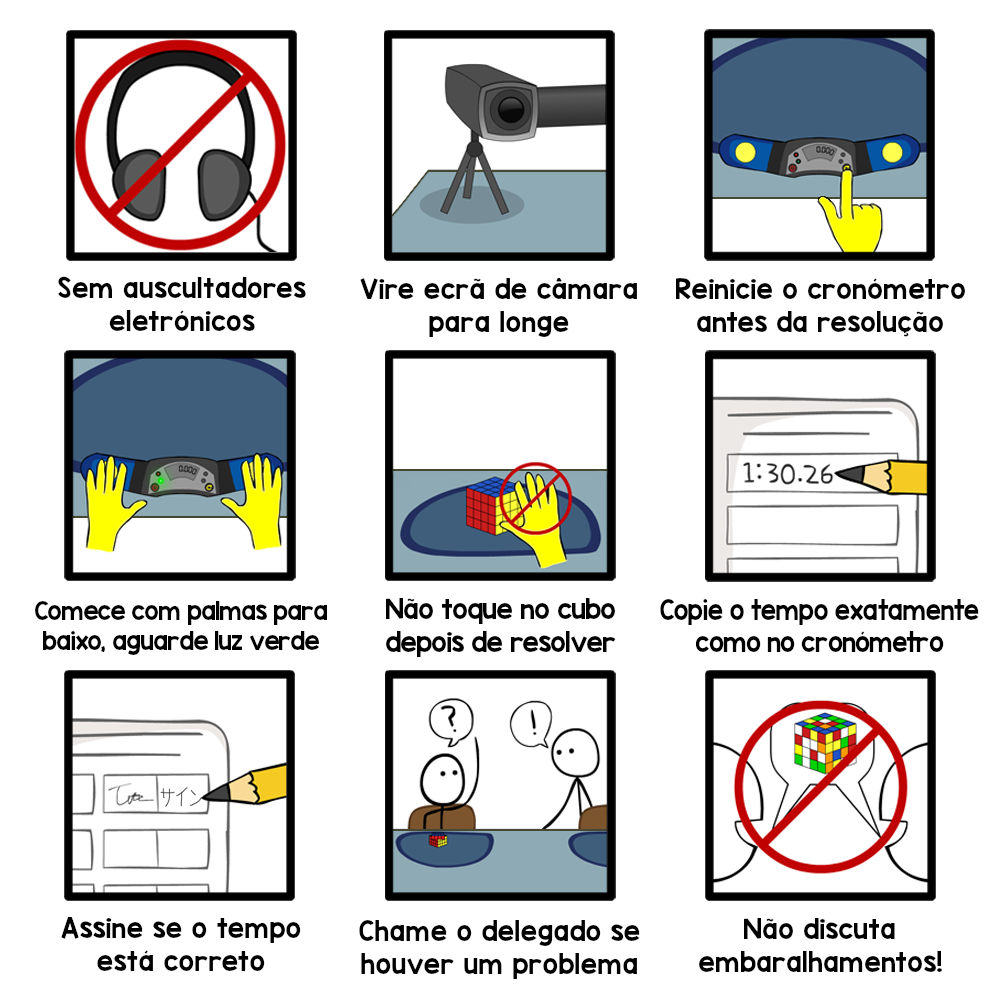 0.000
Sem auscultadores
eletrónicos
Vire ecrã de câmara
para longe
Reinicie o cronómetro
antes da resolução
0.000
1:30.26
Comece com palmas para
baixo, aguarde luz verde
Não toque no cubo
depois de resolver
Copie o tempo exatamente
como no cronómetro
サイン
?
!
Assine se o tempo
está correto
Chame o delegado se
houver um problema
Não discuta
embaralhamentos!